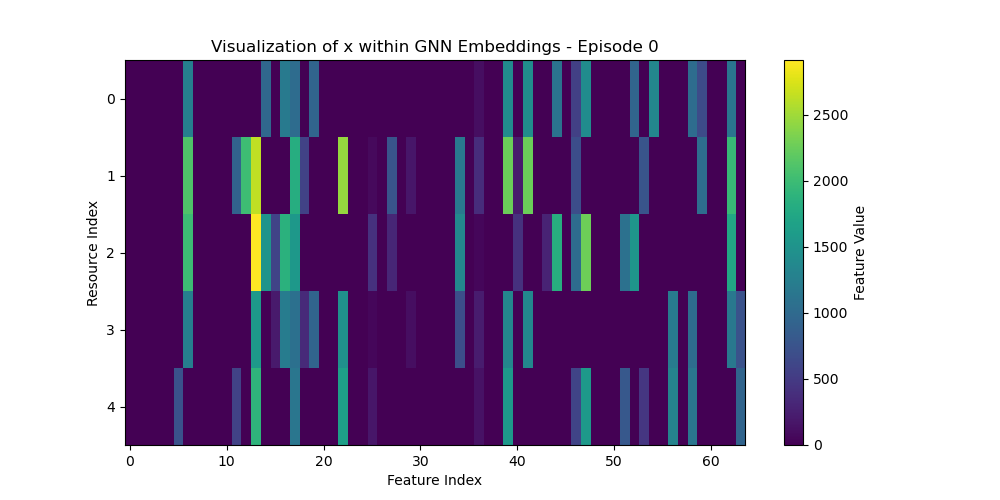 Visualization of x within GNN Embeddings - Episode 0
Resource Index
0
1
2
3
4
0 10 20 30 40 50 60
Feature Index
2500
2000
1500
1000
500
0
Feature Value